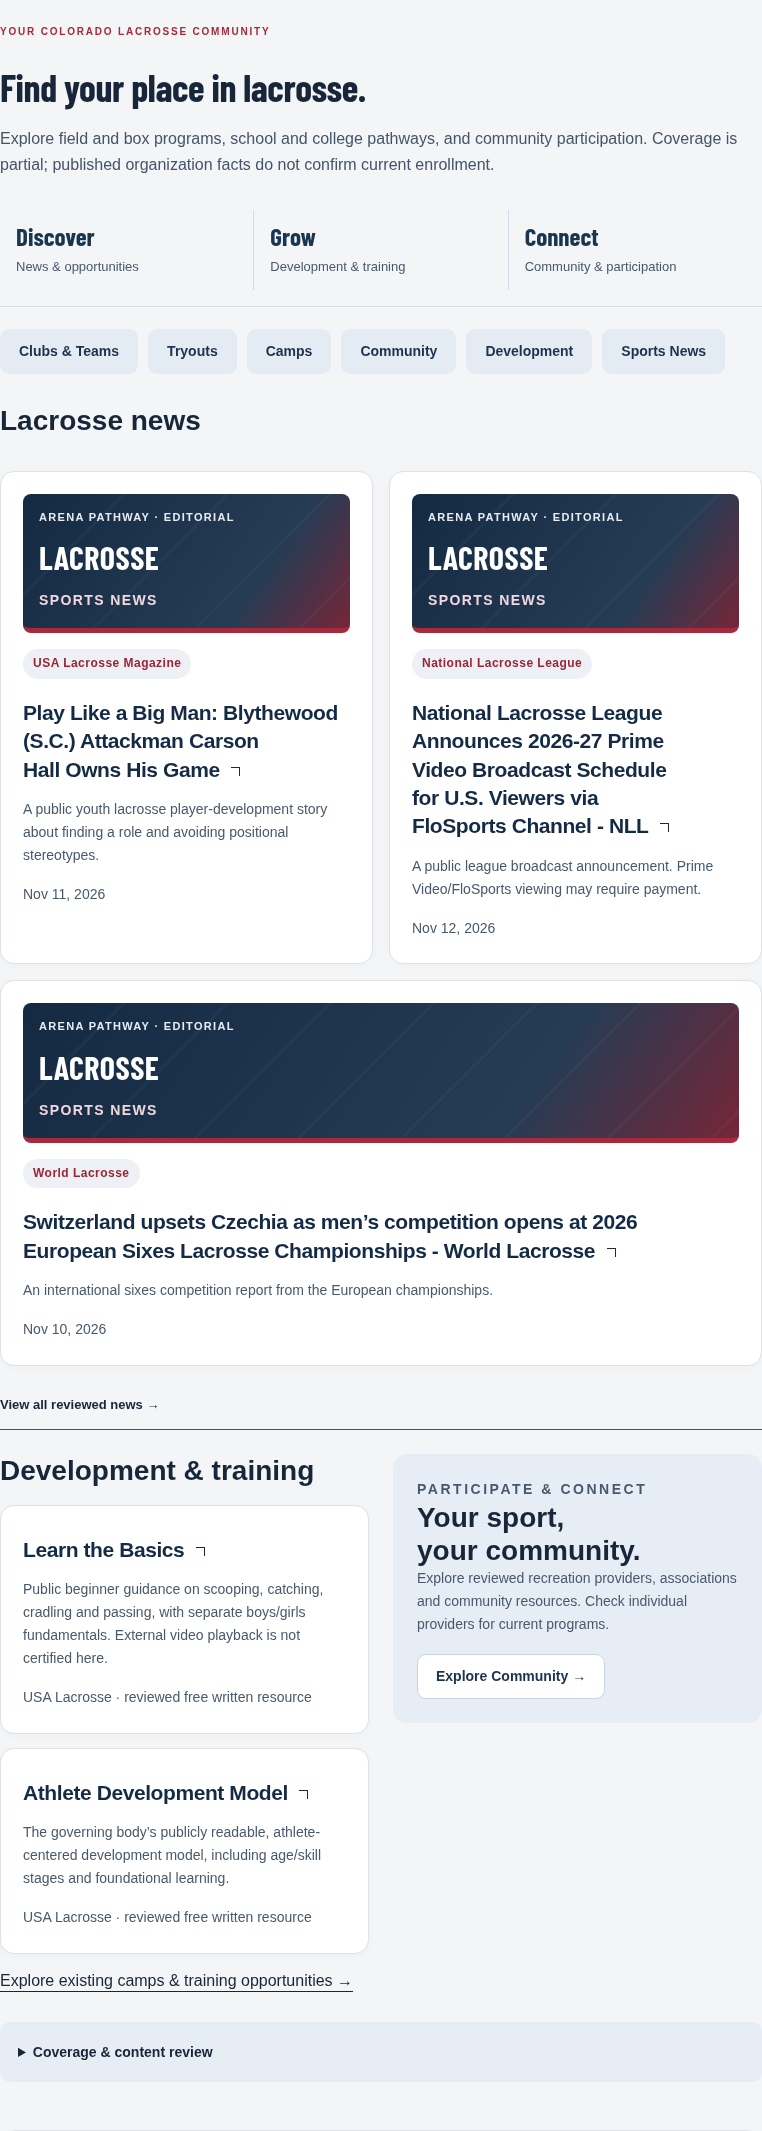 YOUR COLORADO LACROSSE COMMUNITY
Find your place in lacrosse.
Explore field and box programs, school and college pathways, and community participation. Coverage is
partial; published organization facts do not confirm current enrollment.
Discover
News & opportunities
Grow
Development & training
Connect
Community & participation
Clubs & Teams
Tryouts
Camps
Community
Development
Sports News
Lacrosse news
ARENA PATHWAY · EDITORIAL
LACROSSE
SPORTS NEWS
USA Lacrosse Magazine
Play Like a Big Man: Blythewood
(S.C.) Attackman Carson
Hall Owns His Game
A public youth lacrosse player-development story
about finding a role and avoiding positional
stereotypes.
Nov 11, 2026
ARENA PATHWAY · EDITORIAL
LACROSSE
SPORTS NEWS
National Lacrosse League
National Lacrosse League
Announces 2026-27 Prime
Video Broadcast Schedule
for U.S. Viewers via
FloSports Channel - NLL
A public league broadcast announcement. Prime
Video/FloSports viewing may require payment.
Nov 12, 2026
ARENA PATHWAY · EDITORIAL
LACROSSE
SPORTS NEWS
World Lacrosse
Switzerland upsets Czechia as men’s competition opens at 2026
European Sixes Lacrosse Championships - World Lacrosse
An international sixes competition report from the European championships.
Nov 10, 2026
View all reviewed news →
Development & training
Learn the Basics
Public beginner guidance on scooping, catching,
cradling and passing, with separate boys/girls
fundamentals. External video playback is not
certified here.
USA Lacrosse · reviewed free written resource
Athlete Development Model
The governing body’s publicly readable, athlete-
centered development model, including age/skill
stages and foundational learning.
USA Lacrosse · reviewed free written resource
Explore existing camps & training opportunities →
PARTICIPATE & CONNECT
Your sport,
your community.
Explore reviewed recreation providers, associations
and community resources. Check individual
providers for current programs.
Explore Community →
Coverage & content review